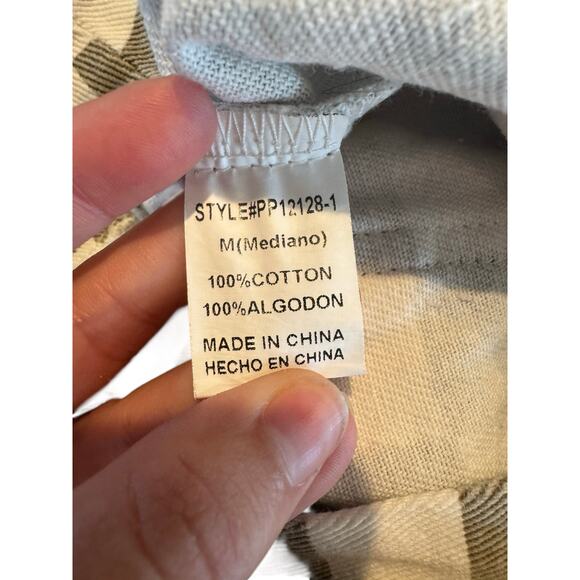 STYLE#PP12128-1
M(Mediano)
100%COTTON
100%ALGODON
MADE IN CHINA
HECHO EN CHINA